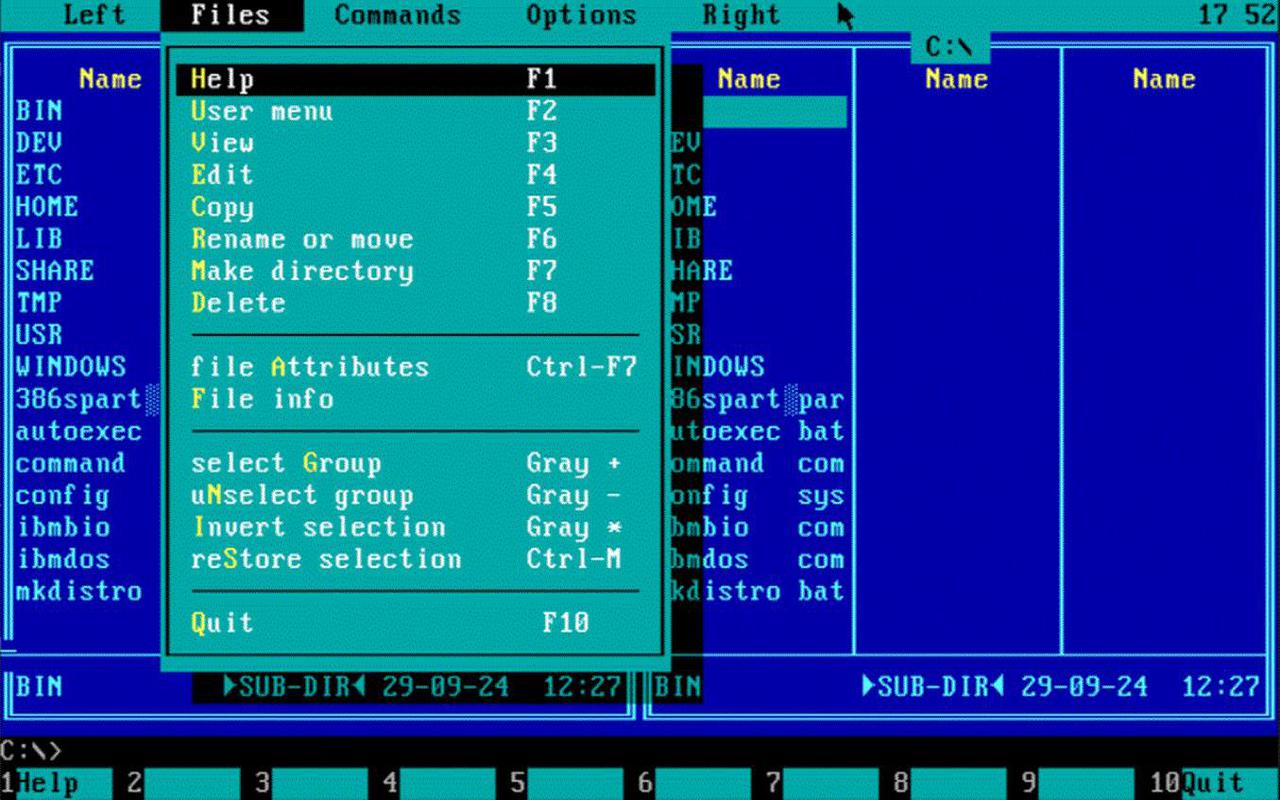 Left Files Commands Options Right 17 52
C:\
Name Help F1 Name Name Name
BIN User menu F2
DEV View F3 EV
ETC Edit F4 TC
HOME Copy F5 OME
LIB Rename or move F6 IB
SHARE Make directory F7 HARE
TMP Delete F8 MP
USR SR
WINDOWS file Attributes Ctrl-F7 INDOWS
386spart░ File info 86spart░par
autoexec utoexec bat
command select Group Gray + ommand com
config uNselect group Gray - onfig sys
ibmbio Invert selection Gray * bmbio com
ibmdos reStore selection Ctrl-M bmdos com
mkdistro kdistro bat
Quit F10
BIN ►SUB-DIR◄ 29-09-24 12:27 BIN ►SUB-DIR◄ 29-09-24 12:27
C:\>
1Help 2 3 4 5 6 7 8 9 10Quit